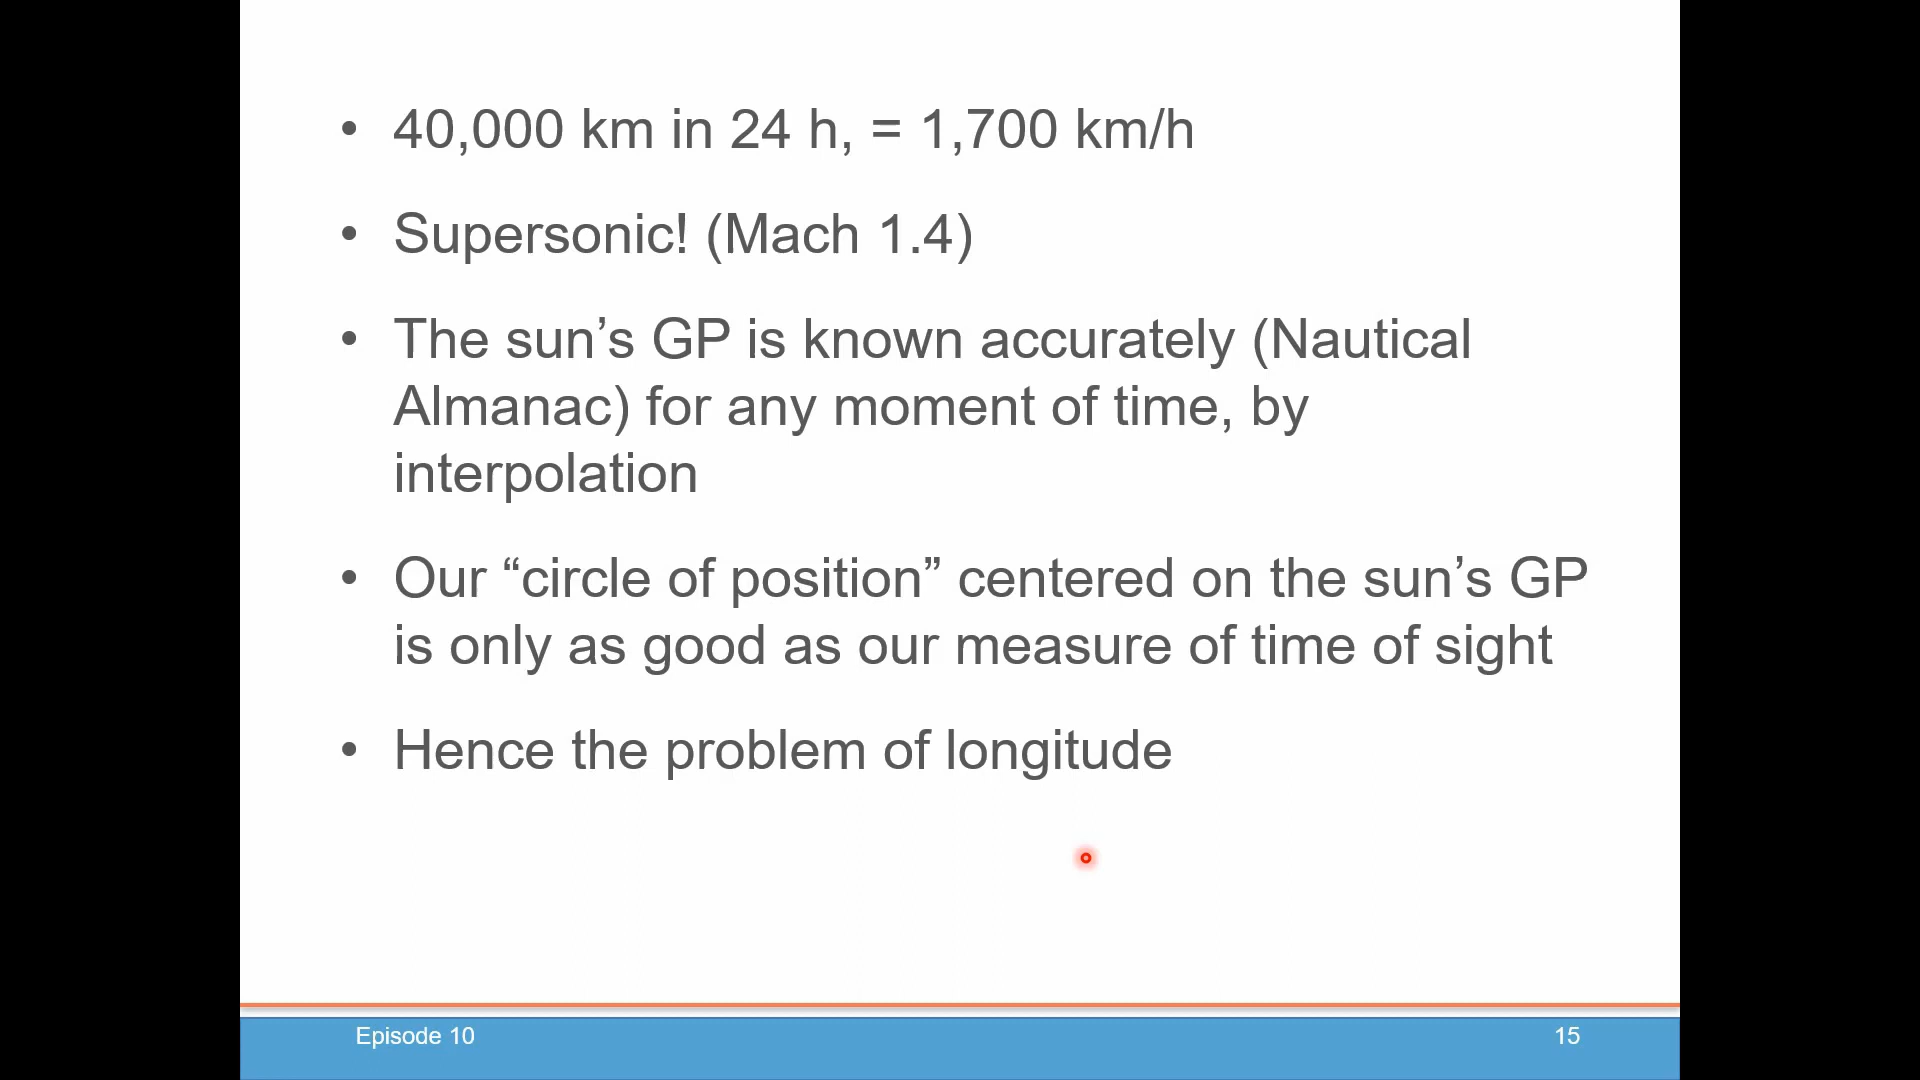 • 40,000 km in 24 h, = 1,700 km/h
• Supersonic! (Mach 1.4)
• The sun’s GP is known accurately (Nautical
Almanac) for any moment of time, by
interpolation
• Our “circle of position” centered on the sun’s GP
is only as good as our measure of time of sight
• Hence the problem of longitude
Episode 10
15